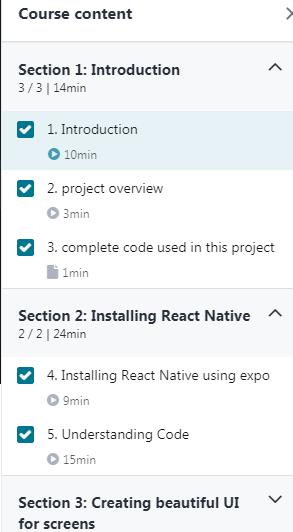 Course content
Section 1: Introduction
3 / 3 | 14min
1. Introduction
10min
2. project overview
3min
3. complete code used in this project
1min
Section 2: Installing React Native
2 / 2 | 24min
4. Installing React Native using expo
9min
5. Understanding Code
15min
Section 3: Creating beautiful UI
for screens